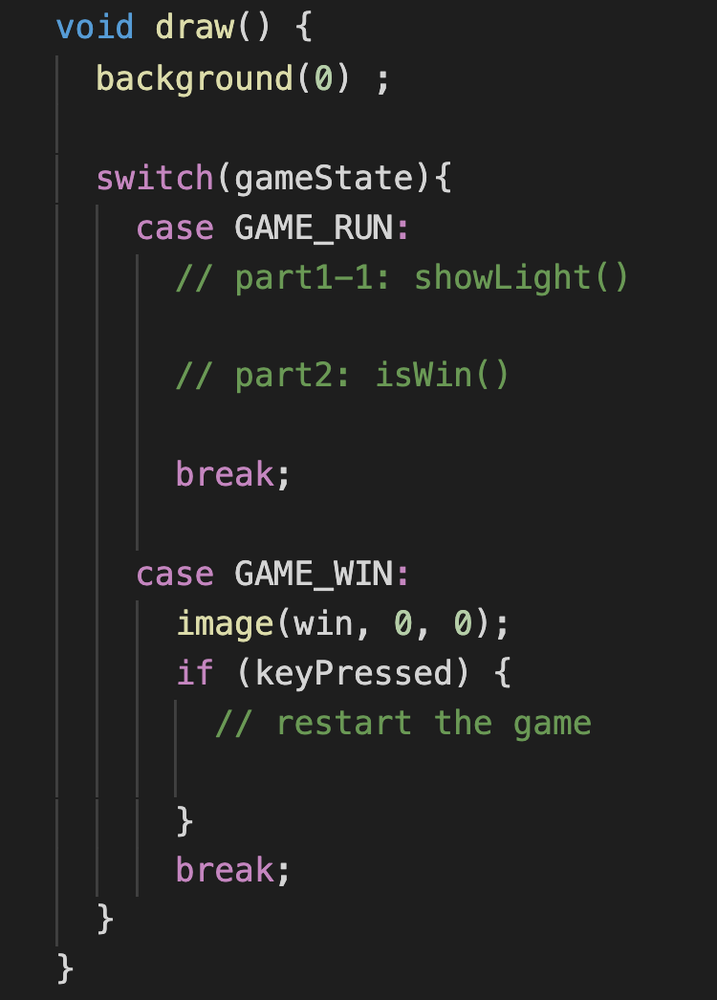 void draw() {
  background(0) ;

  switch(gameState){
    case GAME_RUN:
      // part1-1: showLight()

      // part2: isWin()

      break;

    case GAME_WIN:
      image(win, 0, 0);
      if (keyPressed) {
        // restart the game

      }
      break;
  }
}